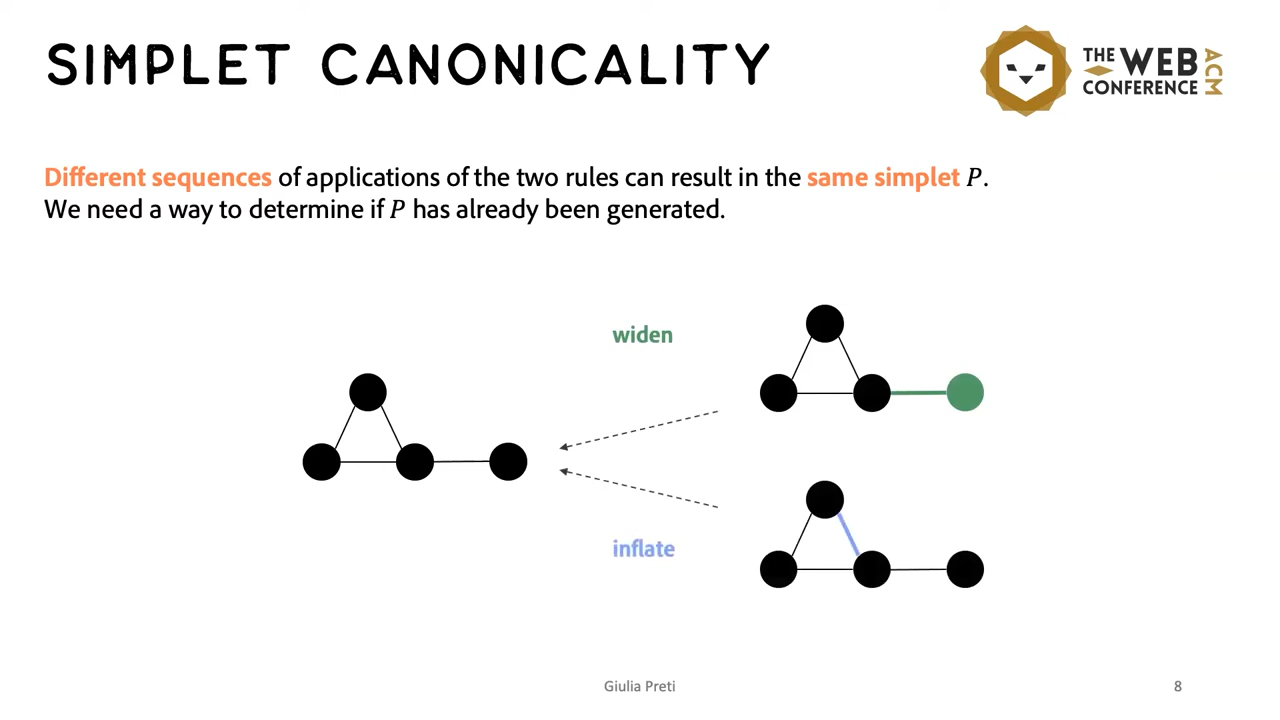 SIMPLET CANONICALITY
THE WEB CONFERENCE ACM
Different sequences of applications of the two rules can result in the same simplet P.
We need a way to determine if P has already been generated.
widen
inflate
Giulia Preti
8